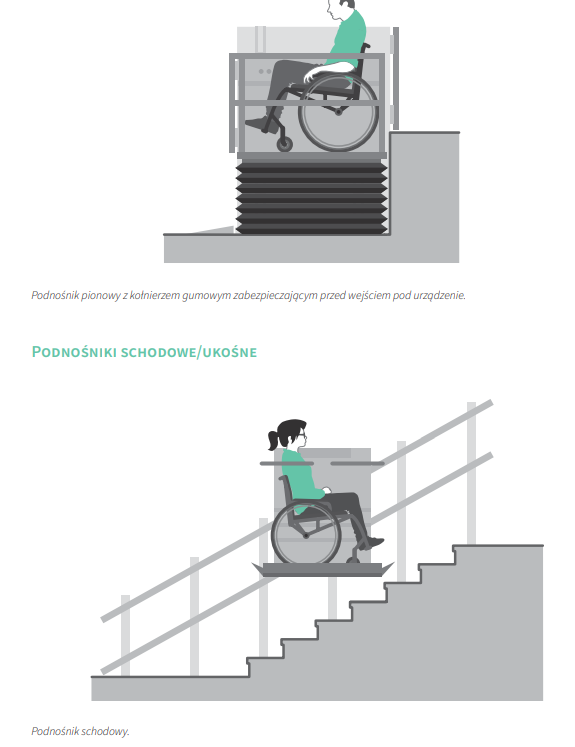 Podnośnik pionowy z kołnierzem gumowym zabezpieczającym przed wejściem pod urządzenie.
Podnośniki schodowe/ukośne
Podnośnik schodowy.